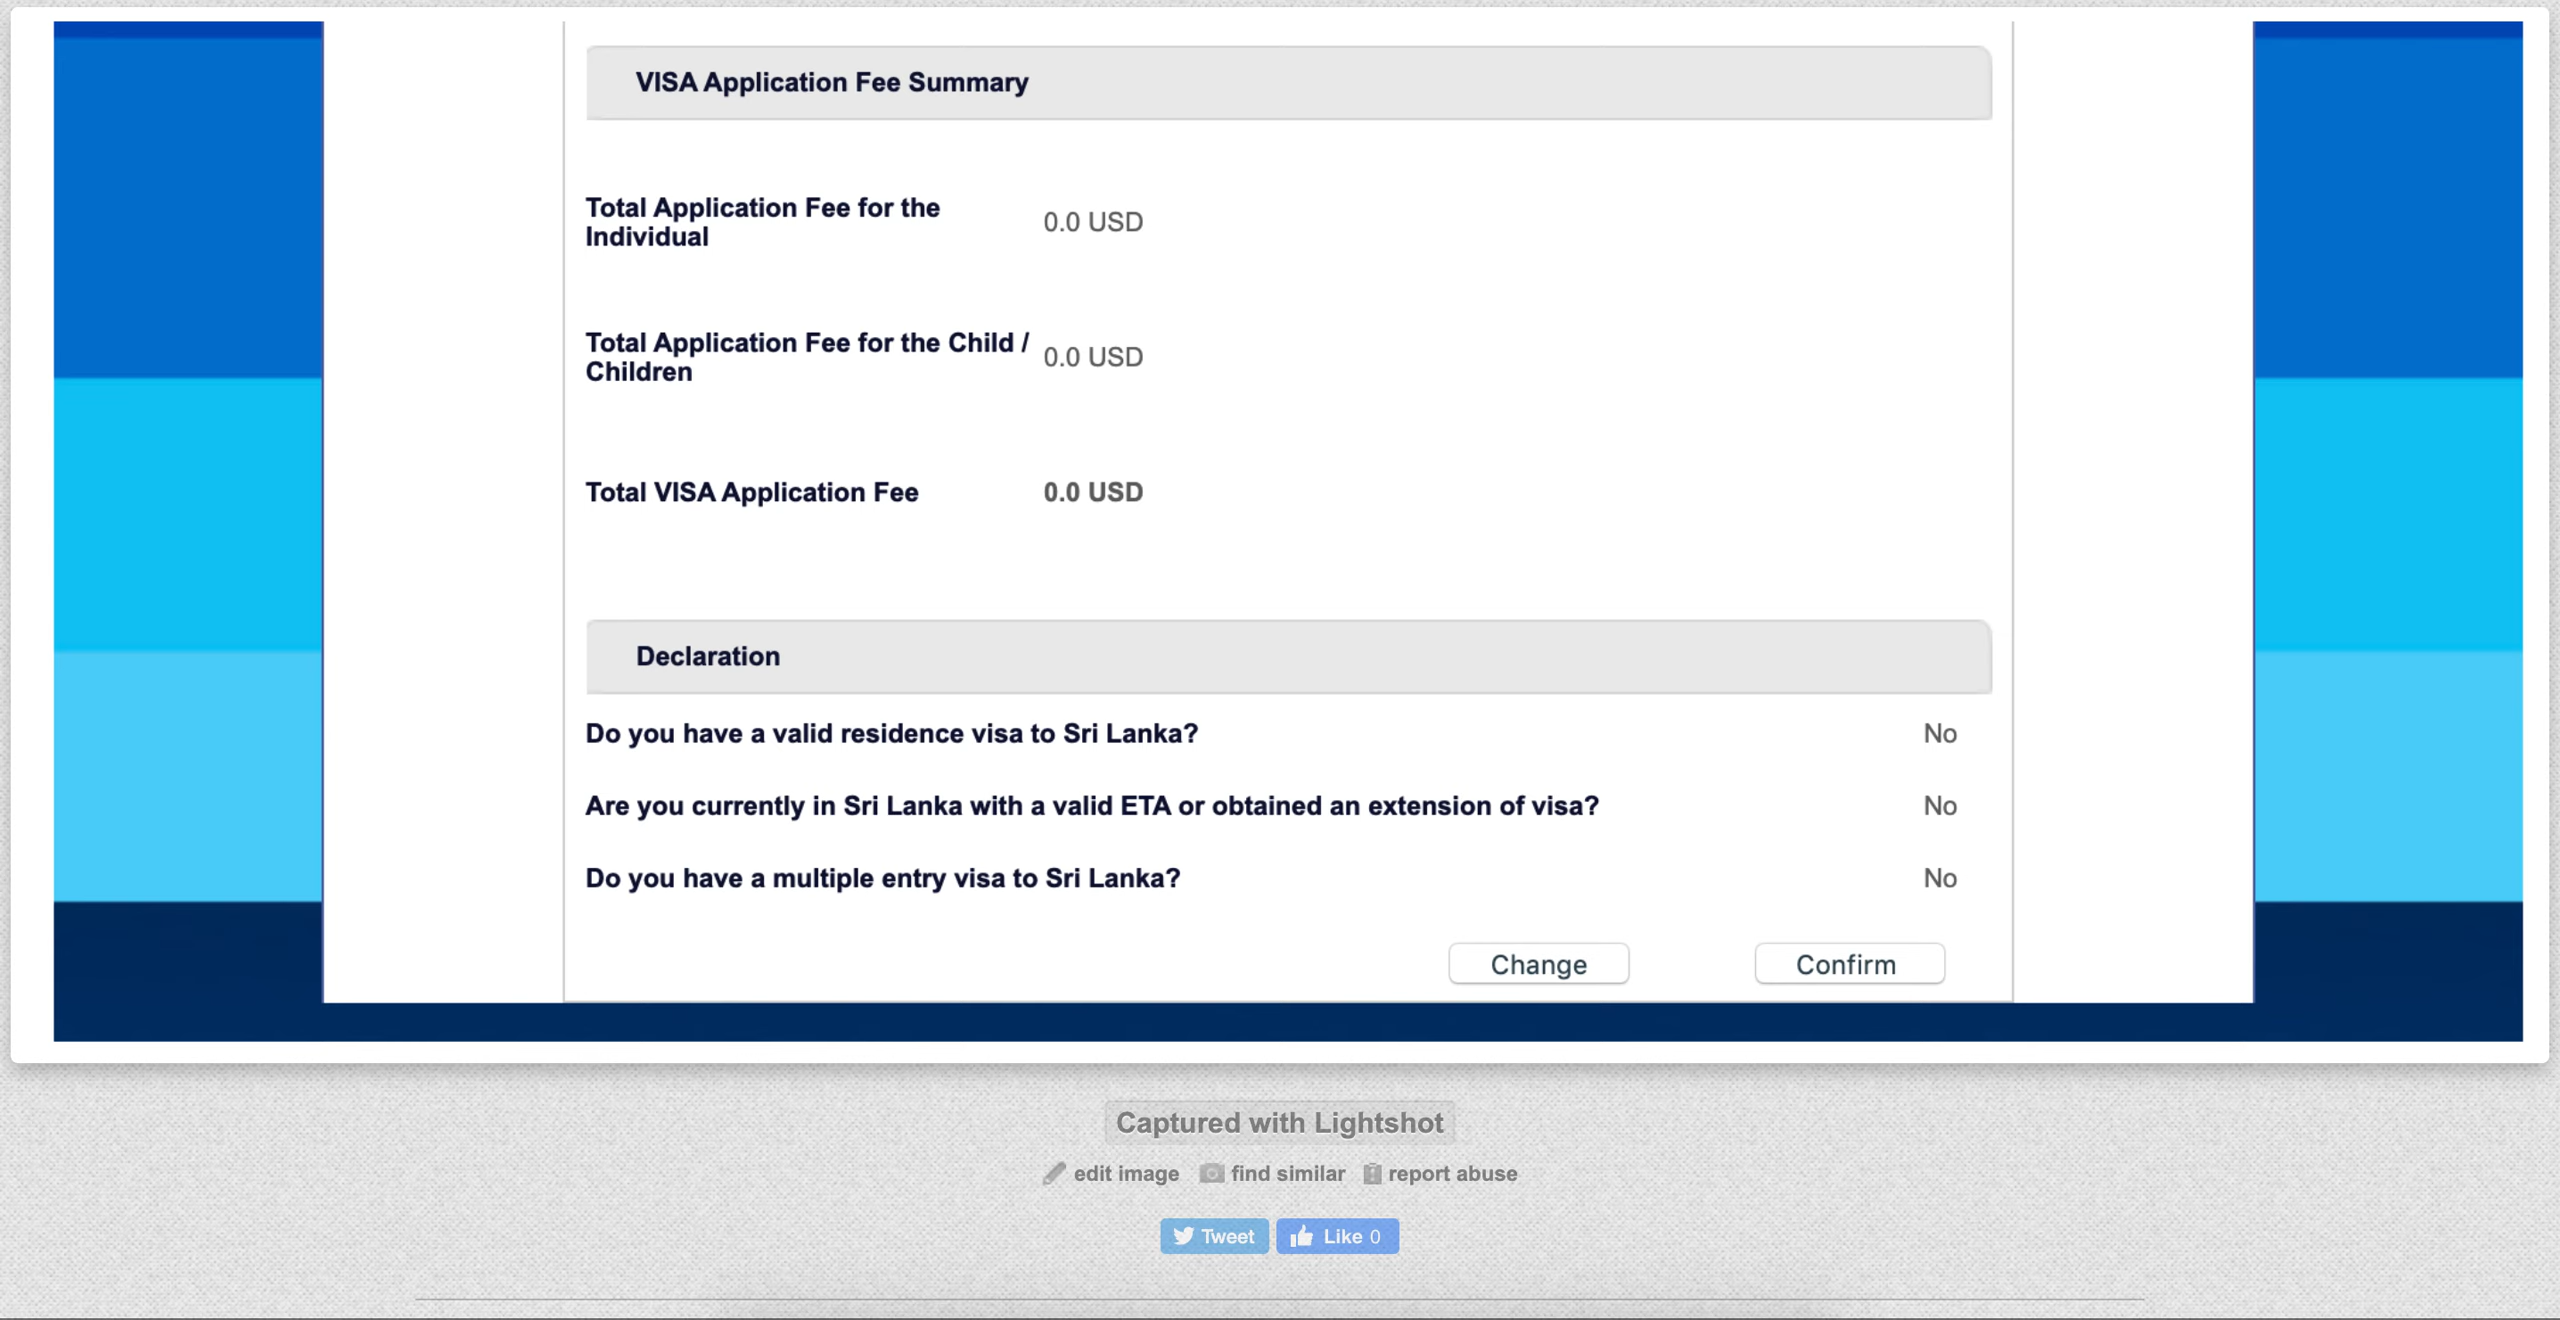 VISA Application Fee Summary
Total Application Fee for the
Individual
0.0 USD
Total Application Fee for the Child /
Children
0.0 USD
Total VISA Application Fee
0.0 USD
Declaration
Do you have a valid residence visa to Sri Lanka?
No
Are you currently in Sri Lanka with a valid ETA or obtained an extension of visa?
No
Do you have a multiple entry visa to Sri Lanka?
No
Change
Confirm
Captured with Lightshot
edit image find similar report abuse
Tweet Like 0